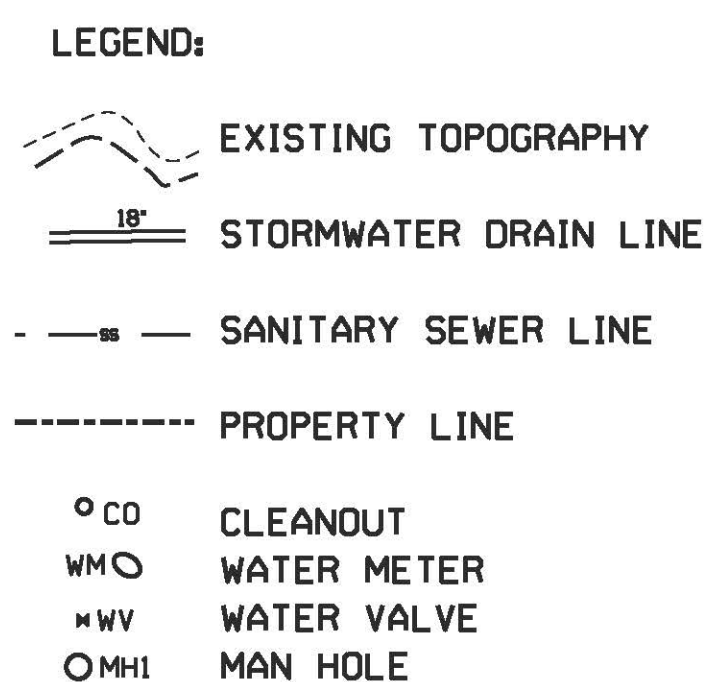 LEGEND:
EXISTING TOPOGRAPHY
18" STORMWATER DRAIN LINE
SS SANITARY SEWER LINE
PROPERTY LINE
CO CLEANOUT
WM WATER METER
WV WATER VALVE
MH1 MAN HOLE